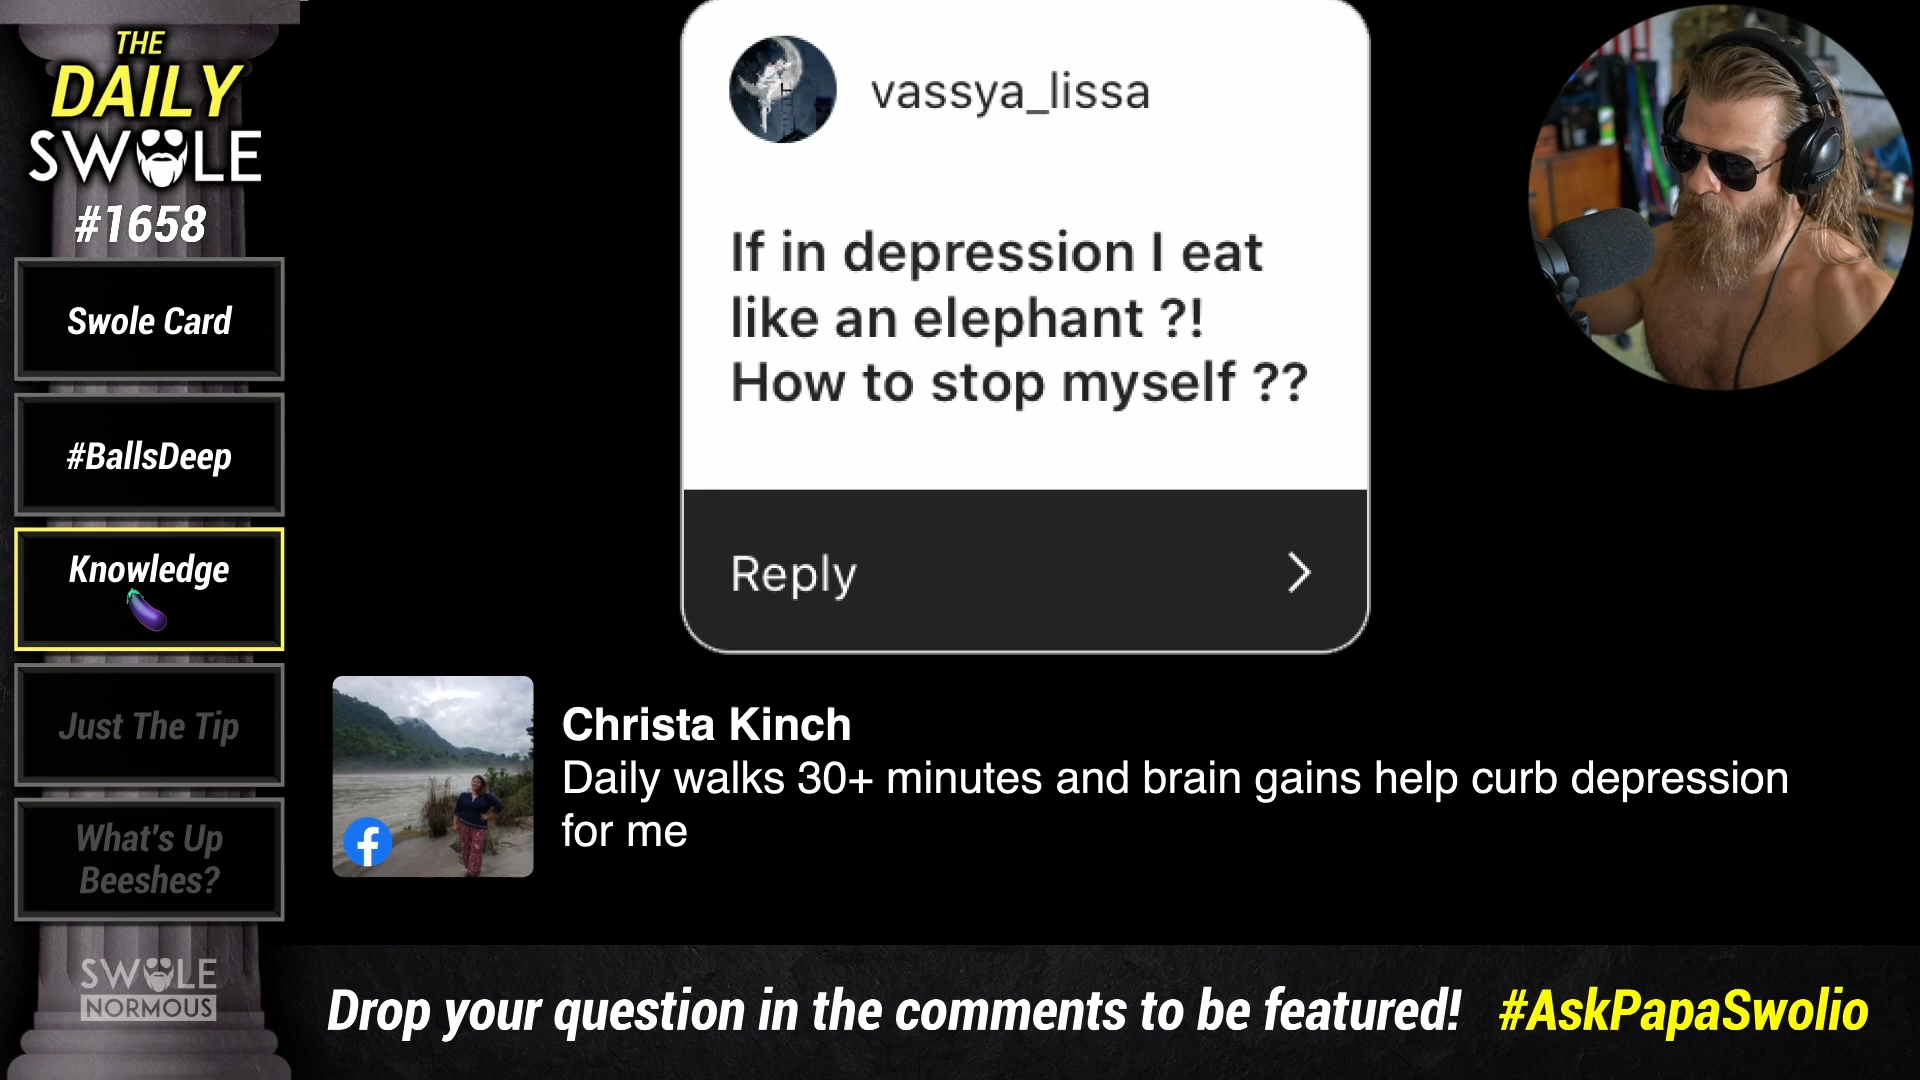 THE
DAILY
SWOLE
#1658
Swole Card
#BallsDeep
Knowledge
Just The Tip
What's Up
Beeshes?
SWOLE
NORMOUS
vassya_lissa
If in depression I eat
like an elephant ?!
How to stop myself ??
Reply
Christa Kinch
Daily walks 30+ minutes and brain gains help curb depression
for me
Drop your question in the comments to be featured! #AskPapaSwolio